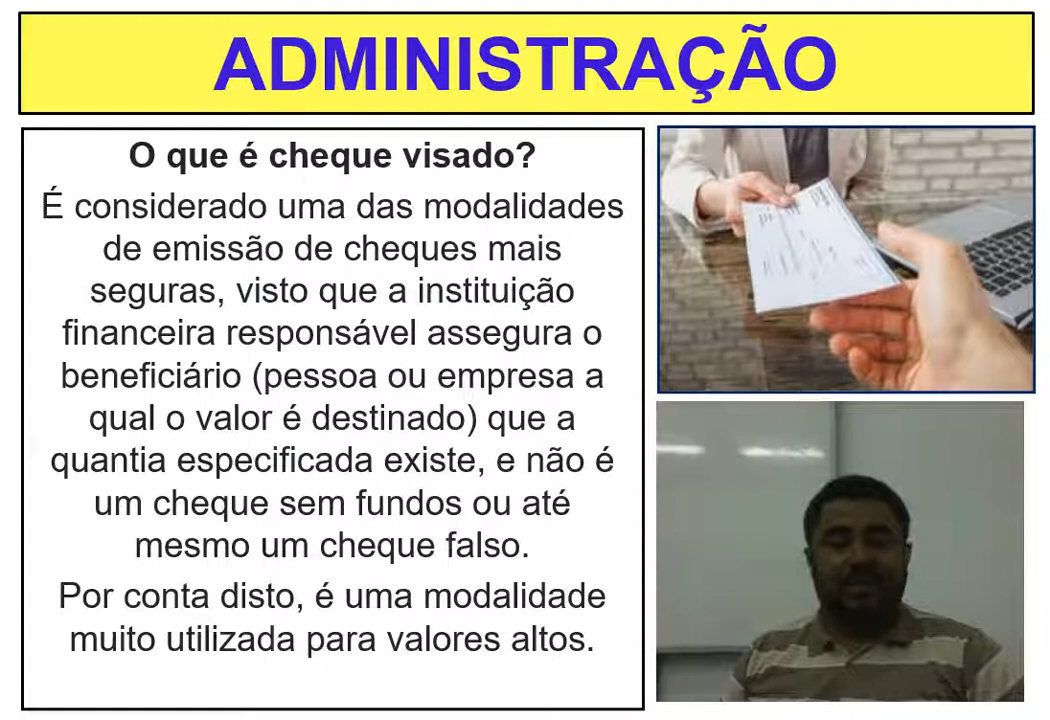 ADMINISTRAÇÃO
O que é cheque visado?
É considerado uma das modalidades
de emissão de cheques mais
seguras, visto que a instituição
financeira responsável assegura o
beneficiário (pessoa ou empresa a
qual o valor é destinado) que a
quantia especificada existe, e não é
um cheque sem fundos ou até
mesmo um cheque falso.
Por conta disto, é uma modalidade
muito utilizada para valores altos.